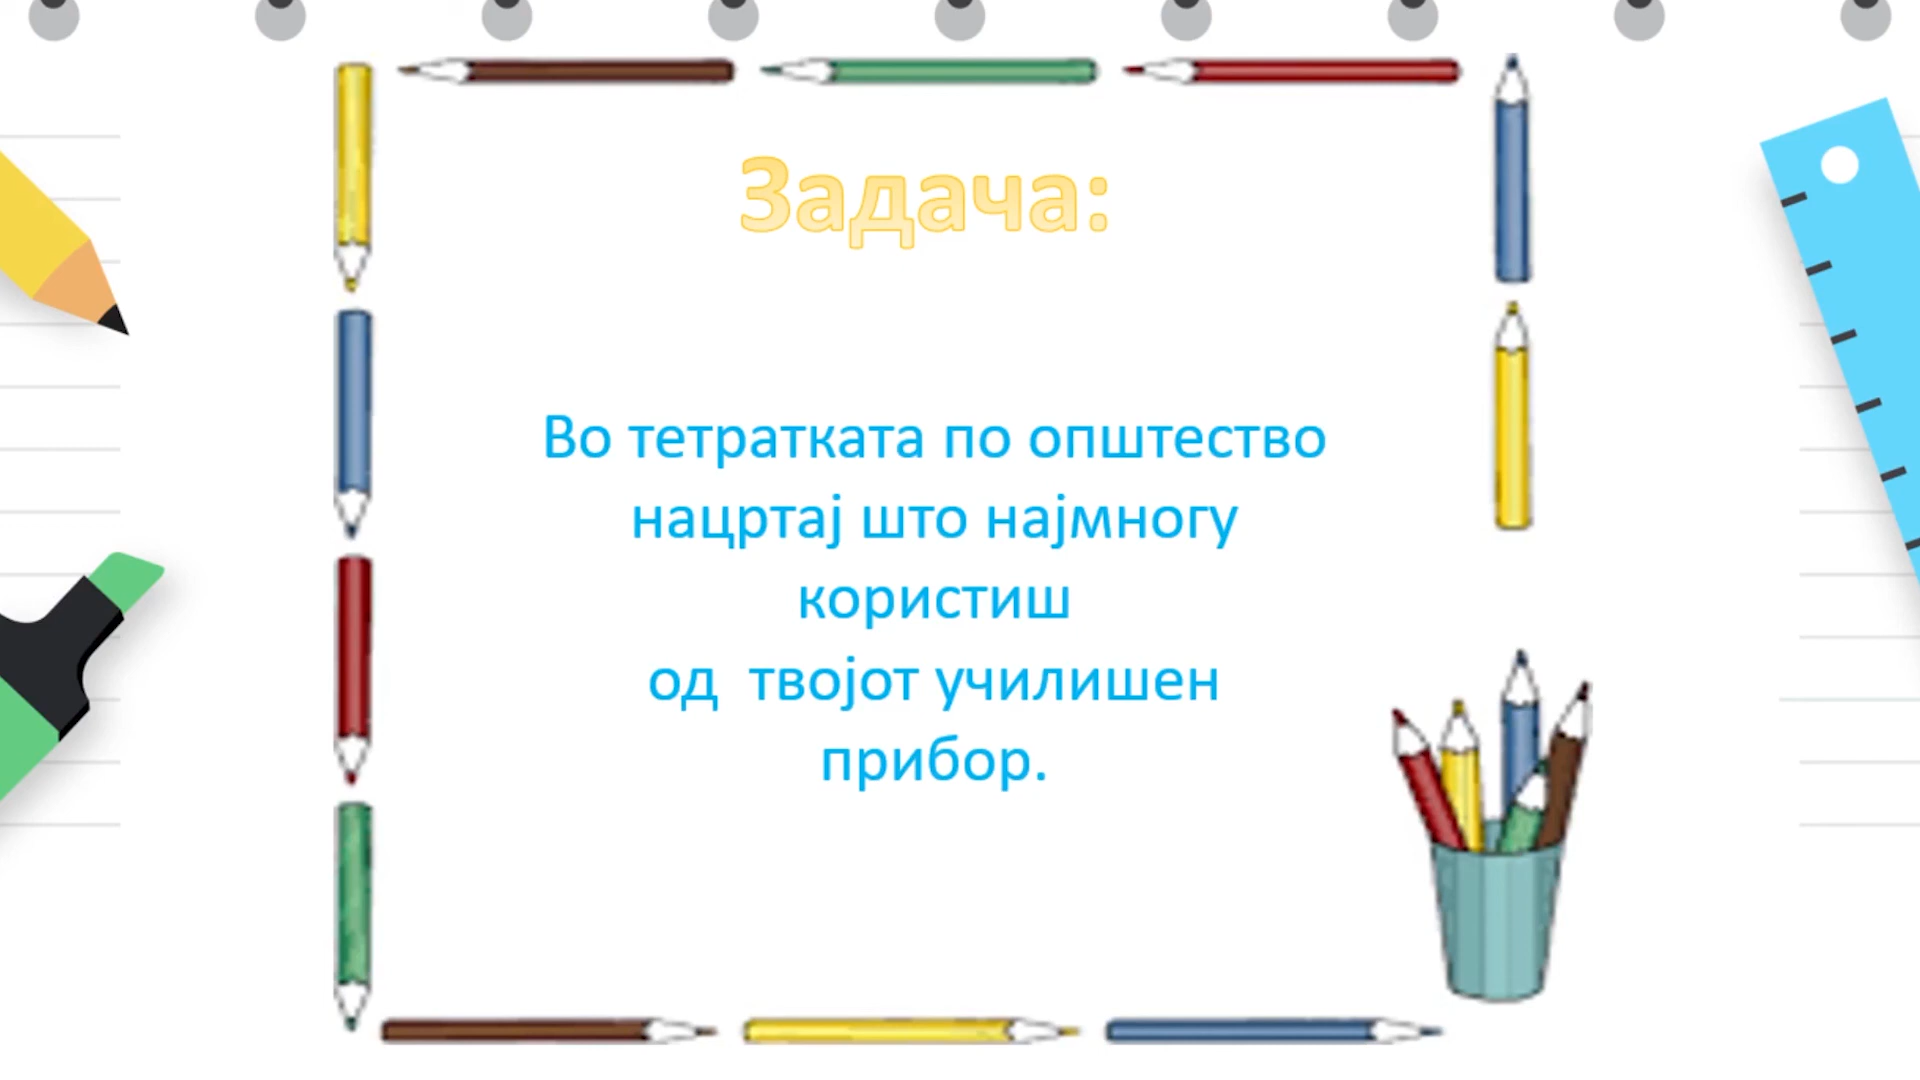 Задача:
Во тетратката по општество
нацртај што најмногу
користиш
од  твојот училишен
прибор.